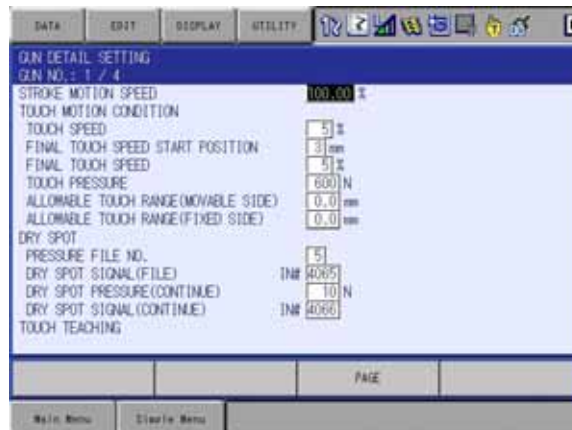 DATA EDIT DISPLAY UTILITY
GUN DETAIL SETTING
GUN NO.: 1 / 4
STROKE MOTION SPEED 100.00 %
TOUCH MOTION CONDITION
TOUCH SPEED 5 %
FINAL TOUCH SPEED START POSITION 3 mm
FINAL TOUCH SPEED 5 %
TOUCH PRESSURE 600 N
ALLOWABLE TOUCH RANGE(MOVABLE SIDE) 0.0 mm
ALLOWABLE TOUCH RANGE(FIXED SIDE) 0.0 mm
DRY SPOT
PRESSURE FILE NO. 5
DRY SPOT SIGNAL(FILE) IN# 4065
DRY SPOT PRESSURE(CONTINUE) 10 N
DRY SPOT SIGNAL(CONTINUE) IN# 4066
TOUCH TEACHING
PAGE
Main Menu Simple Menu